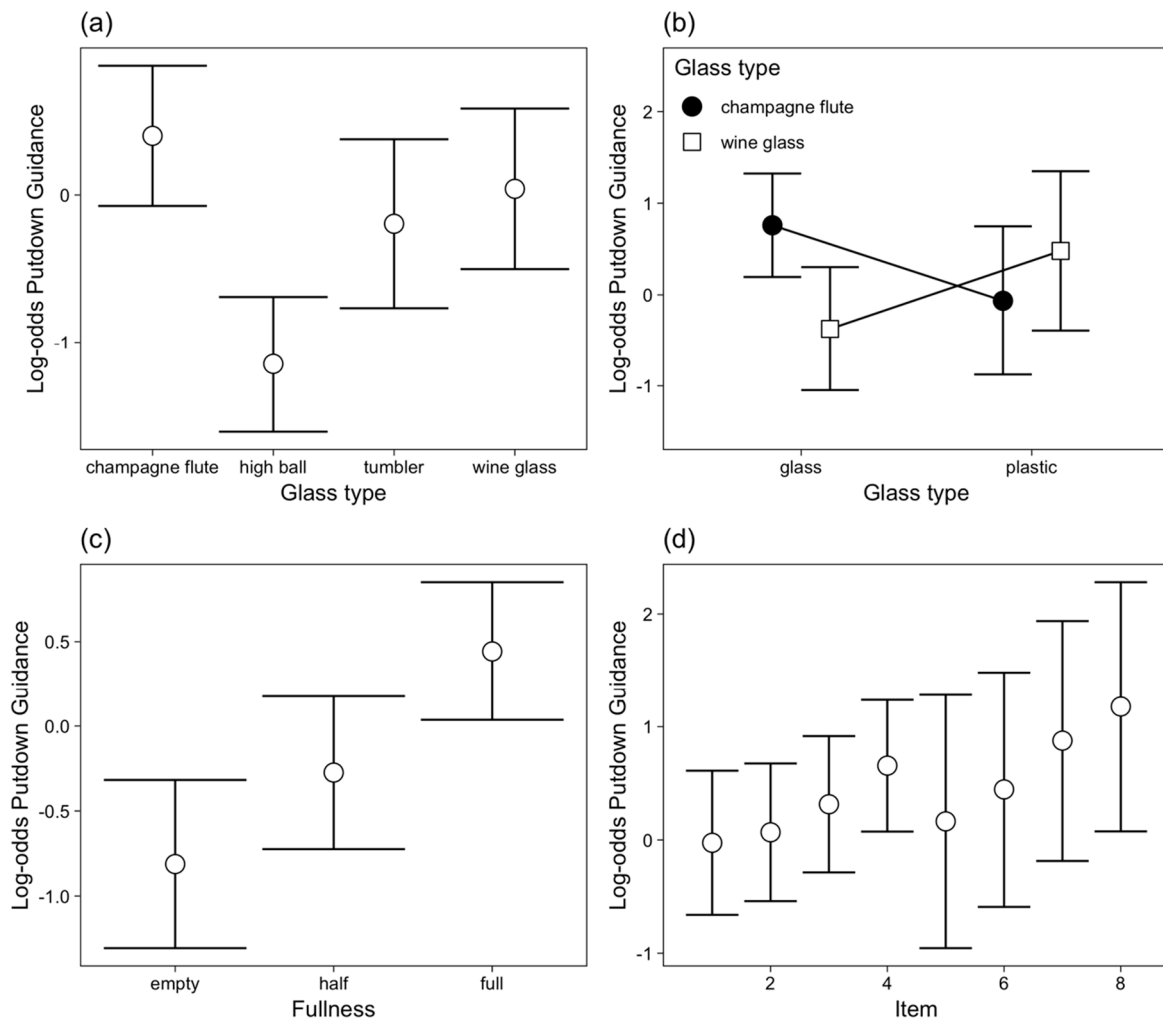 (a)
Log-odds Putdown Guidance
0
-1
champagne flute high ball tumbler wine glass
Glass type
(b)
Log-odds Putdown Guidance
Glass type
champagne flute
wine glass
2
1
0
-1
glass plastic
Glass type
(c)
Log-odds Putdown Guidance
0.5
0.0
-0.5
-1.0
empty half full
Fullness
(d)
Log-odds Putdown Guidance
2
1
0
-1
2 4 6 8
Item